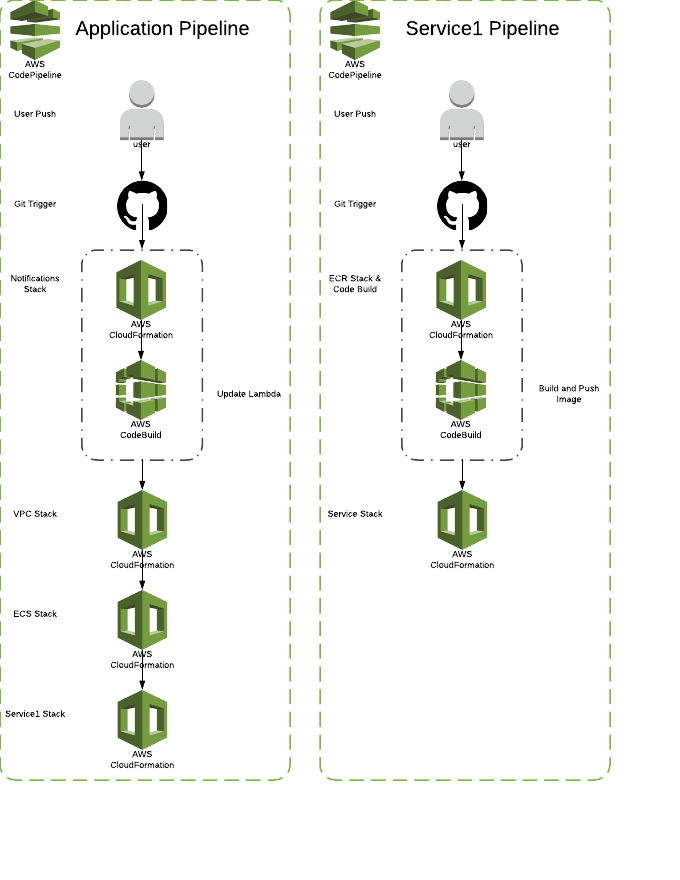 Application Pipeline
AWS
CodePipeline
User Push
user
Git Trigger
Notifications
Stack
AWS
CloudFormation
Update Lambda
AWS
CodeBuild
VPC Stack
AWS
CloudFormation
ECS Stack
AWS
CloudFormation
Service1 Stack
AWS
CloudFormation
Service1 Pipeline
AWS
CodePipeline
User Push
user
Git Trigger
ECR Stack &
Code Build
AWS
CloudFormation
Build and Push
Image
AWS
CodeBuild
Service Stack
AWS
CloudFormation